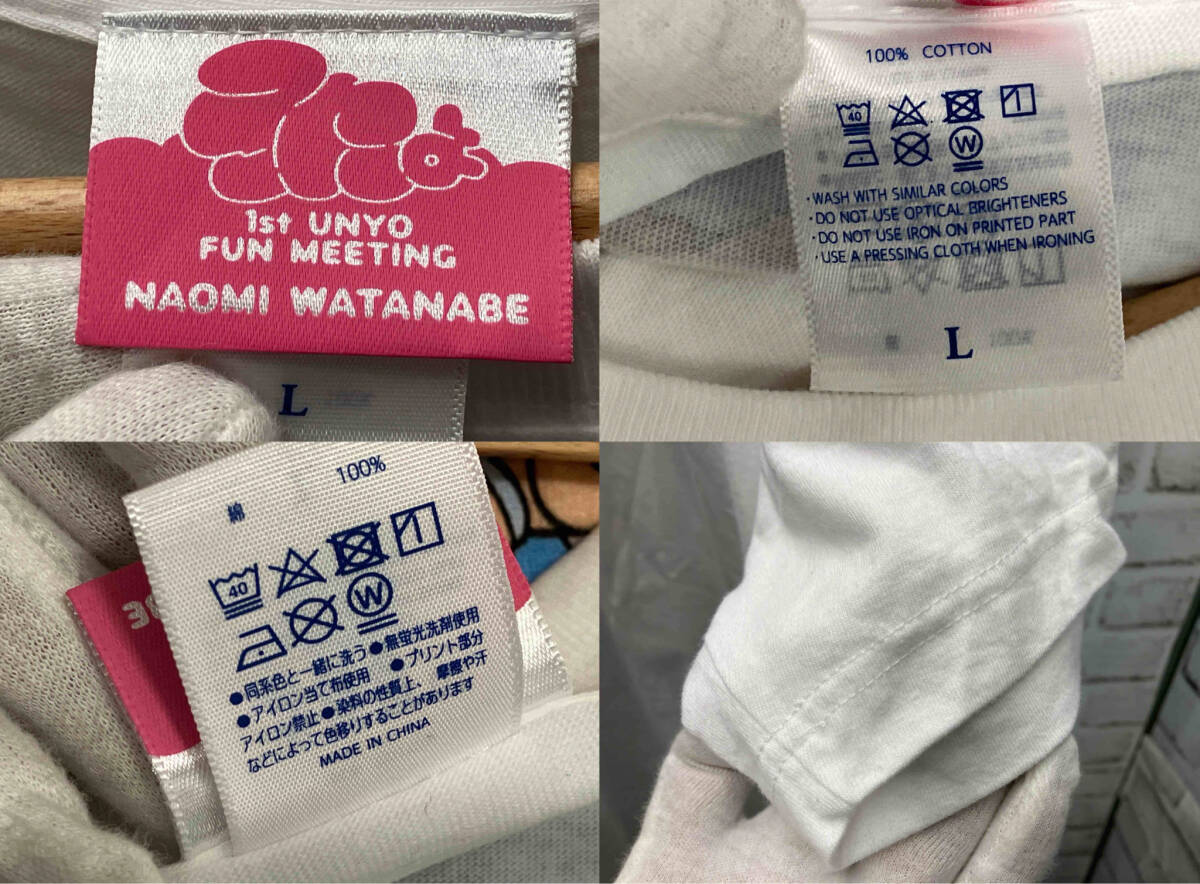 1st UNYO
FUN MEETING
NAOMI WATANABE
L
100% COTTON
40
W
・WASH WITH SIMILAR COLORS
・DO NOT USE OPTICAL BRIGHTENERS
・DO NOT USE IRON ON PRINTED PART
・USE A PRESSING CLOTH WHEN IRONING
L
綿 100%
40
W
●同系色と一緒に洗う ●無蛍光洗剤使用
●アイロン当て布使用 ●プリント部分
アイロン禁止 ●染料の性質上、摩擦や汗
などによって色移りすることがあります
MADE IN CHINA